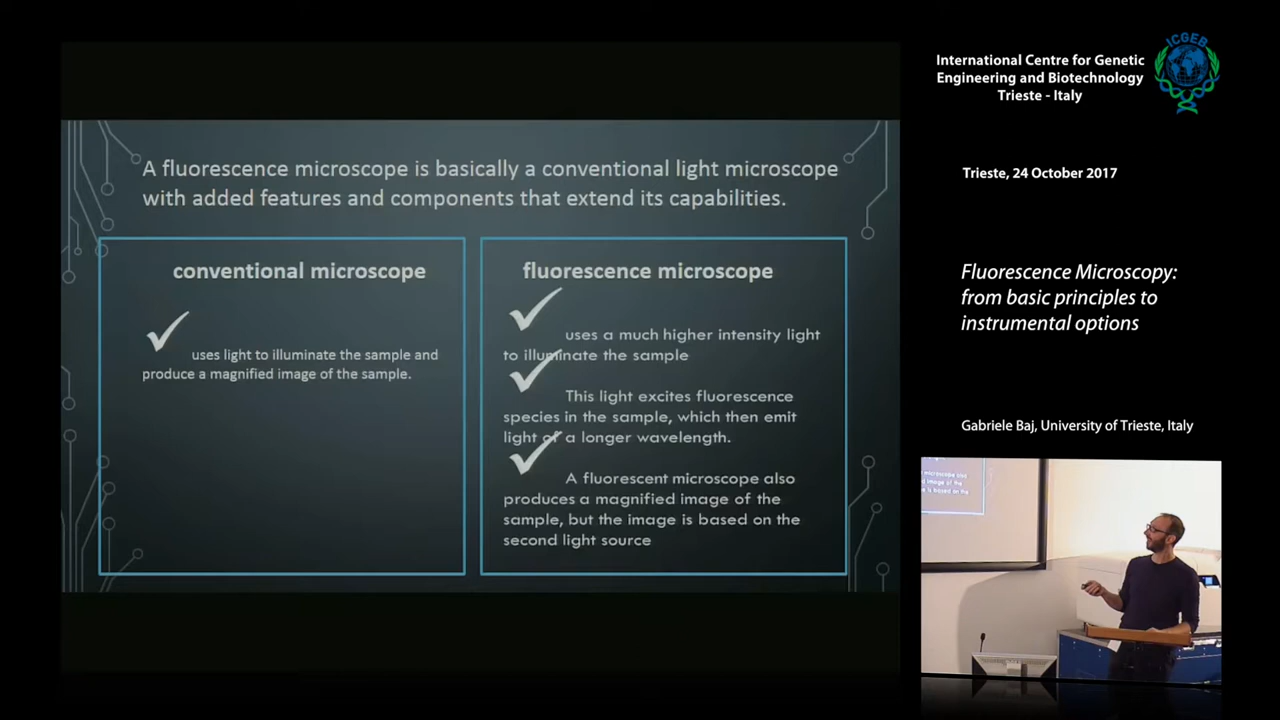 A fluorescence microscope is basically a conventional light microscope
with added features and components that extend its capabilities.
conventional microscope
uses light to illuminate the sample and
produce a magnified image of the sample.
fluorescence microscope
uses a much higher intensity light
to illuminate the sample
This light excites fluorescence
species in the sample, which then emit
light of a longer wavelength.
A fluorescent microscope also
produces a magnified image of the
sample, but the image is based on the
second light source
International Centre for Genetic
Engineering and Biotechnology
Trieste - Italy
ICGEB
Trieste, 24 October 2017
Fluorescence Microscopy:
from basic principles to
instrumental options
Gabriele Baj, University of Trieste, Italy